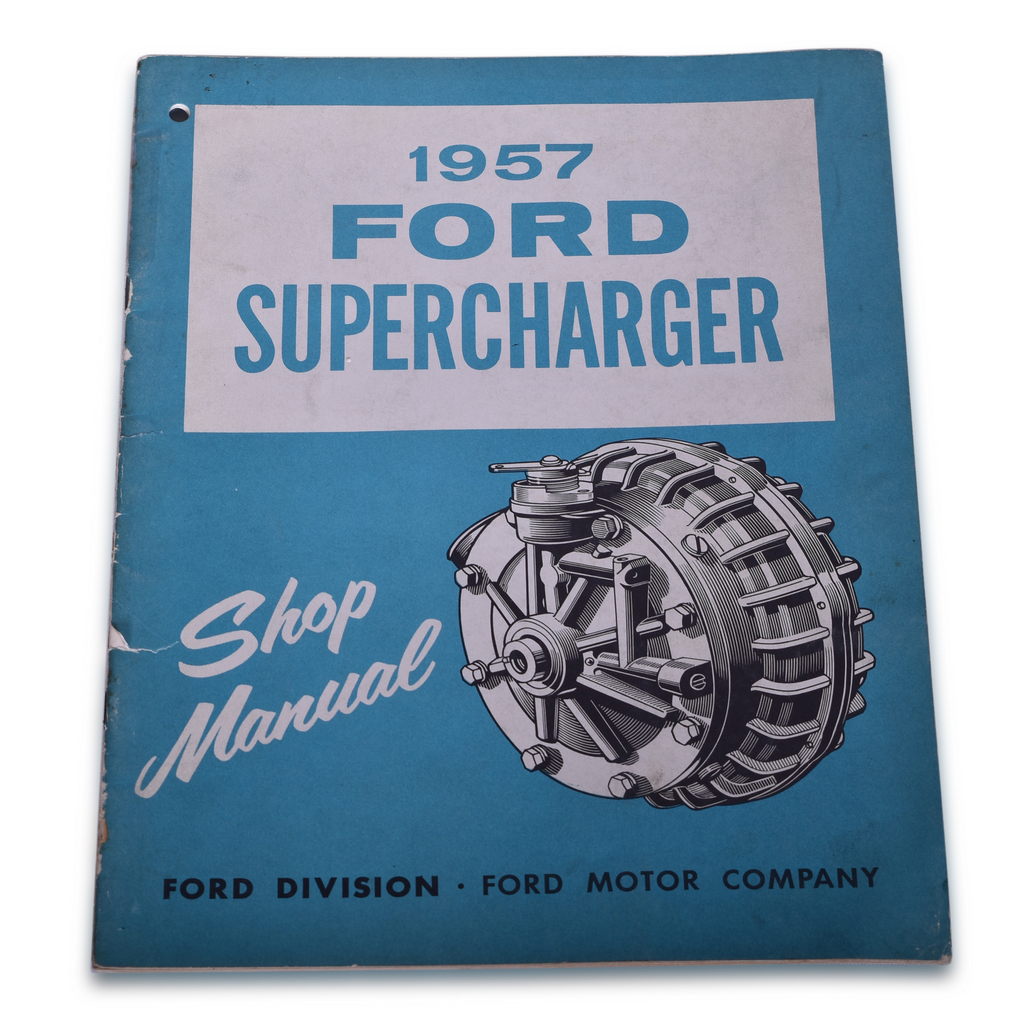 1957
FORD
SUPERCHARGER
Shop
Manual
FORD DIVISION · FORD MOTOR COMPANY